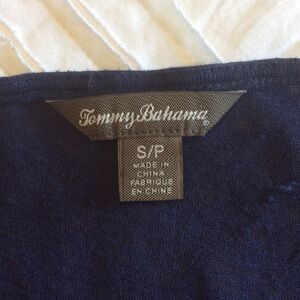 Tommy Bahama®
S/P
MADE IN
CHINA
FABRIQUE
EN CHINE